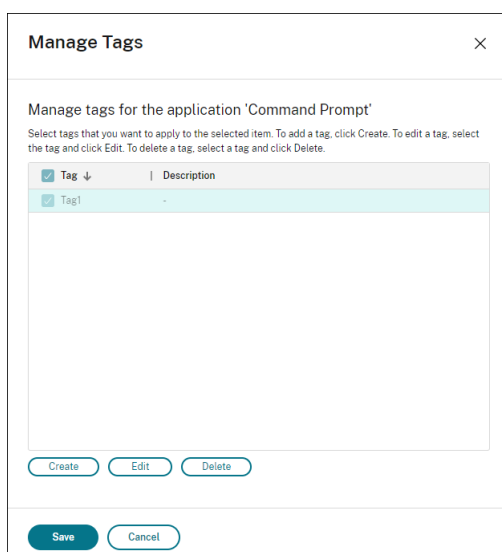 Manage Tags
Manage tags for the application 'Command Prompt'
Select tags that you want to apply to the selected item. To add a tag, click Create. To edit a tag, select
the tag and click Edit. To delete a tag, select a tag and click Delete.
Tag ↓ | Description
Tag1 -
Create Edit Delete
Save Cancel